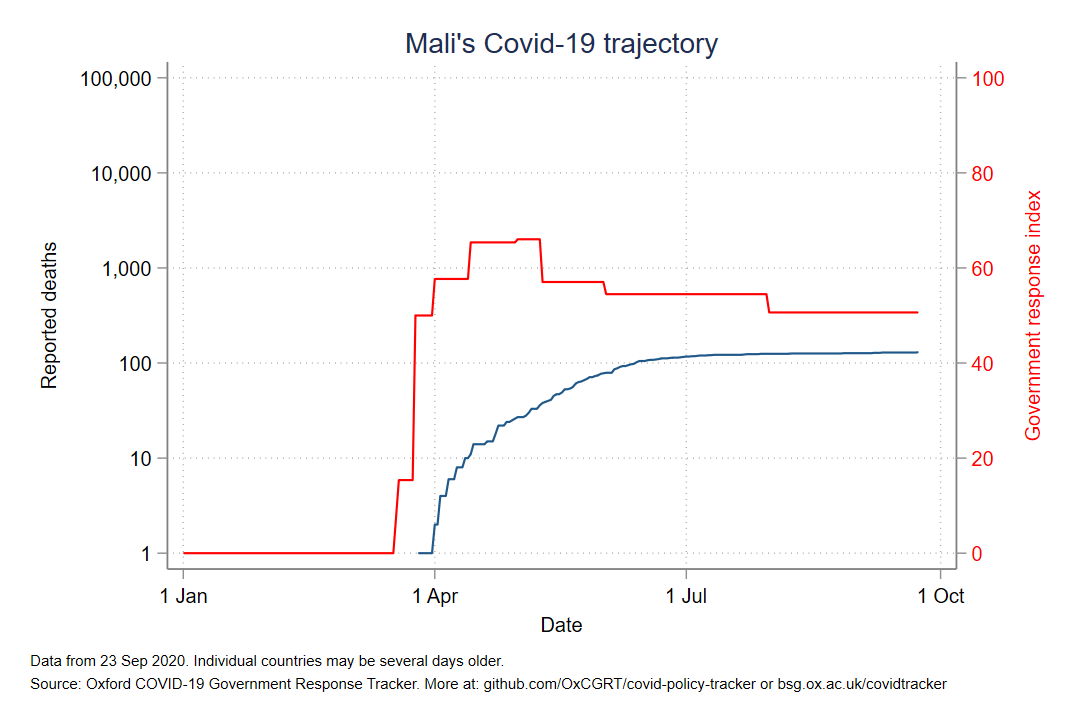 Mali's Covid-19 trajectory
100,000
10,000
1,000
100
10
1
Reported deaths
100
80
60
40
20
0
Government response index
1 Jan
1 Apr
1 Jul
1 Oct
Date
Data from 23 Sep 2020. Individual countries may be several days older.
Source: Oxford COVID-19 Government Response Tracker. More at: github.com/OxCGRT/covid-policy-tracker or bsg.ox.ac.uk/covidtracker